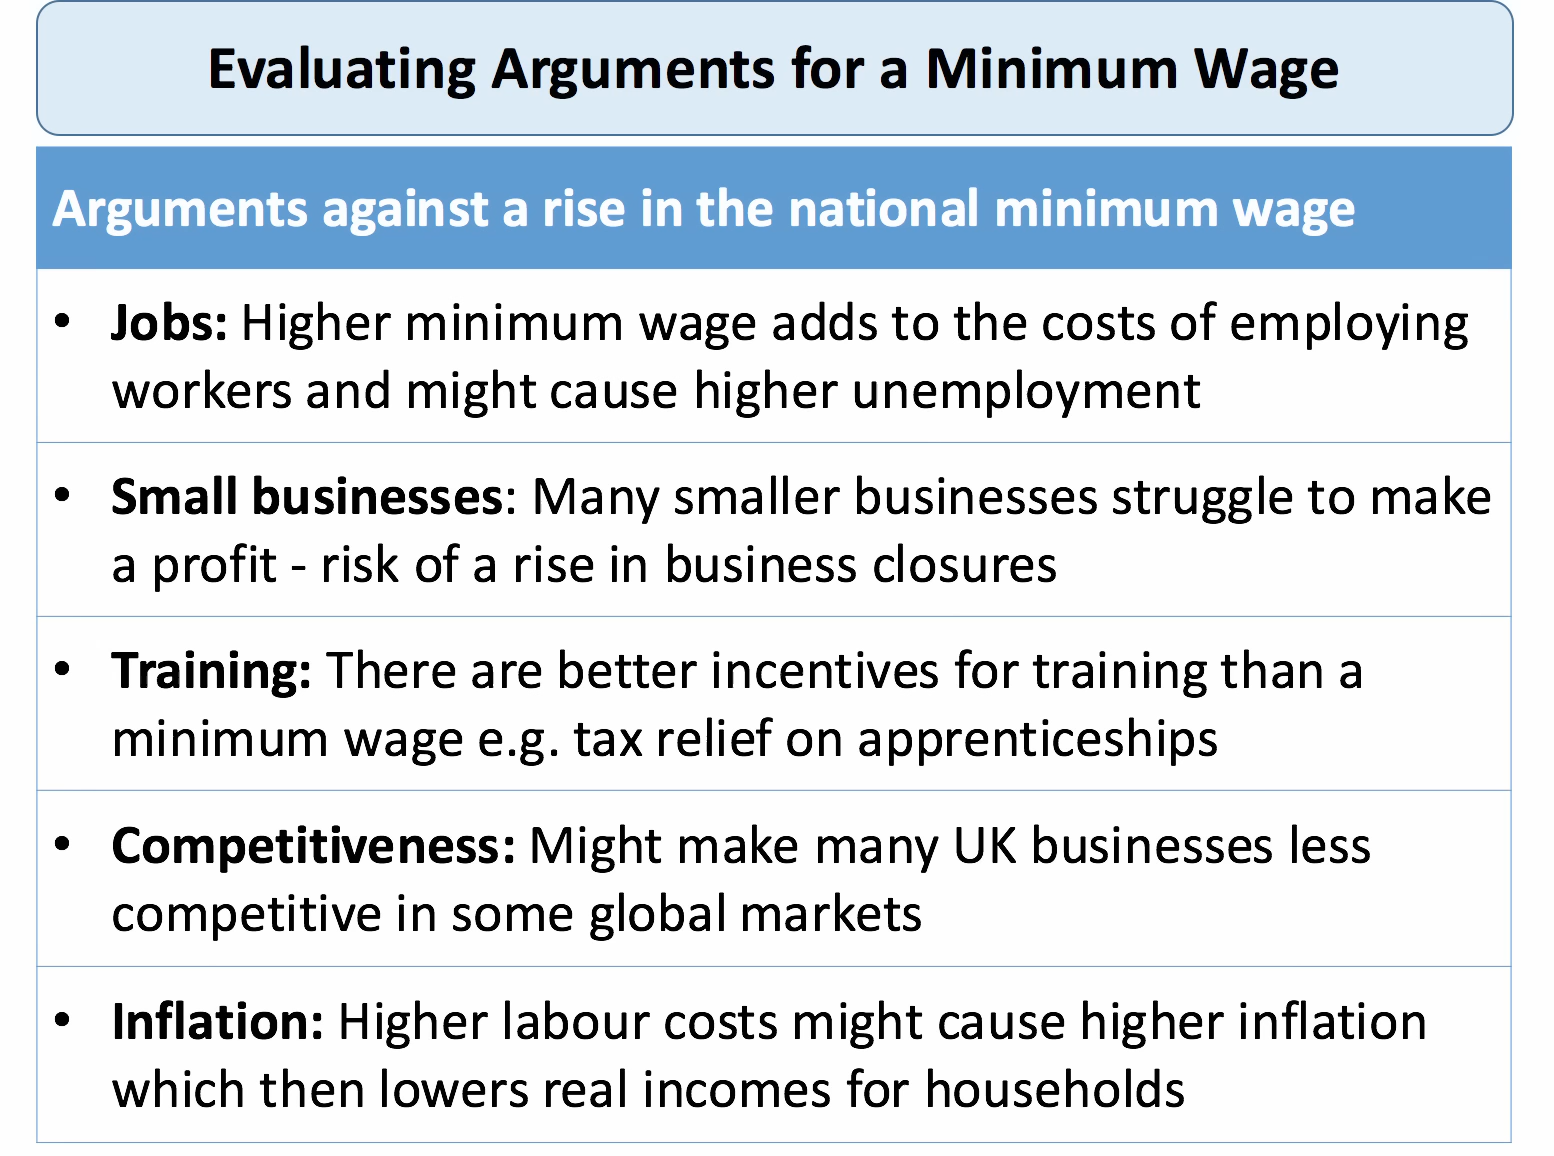 Evaluating Arguments for a Minimum Wage
Arguments against a rise in the national minimum wage
• Jobs: Higher minimum wage adds to the costs of employing
workers and might cause higher unemployment
• Small businesses: Many smaller businesses struggle to make
a profit - risk of a rise in business closures
• Training: There are better incentives for training than a
minimum wage e.g. tax relief on apprenticeships
• Competitiveness: Might make many UK businesses less
competitive in some global markets
• Inflation: Higher labour costs might cause higher inflation
which then lowers real incomes for households